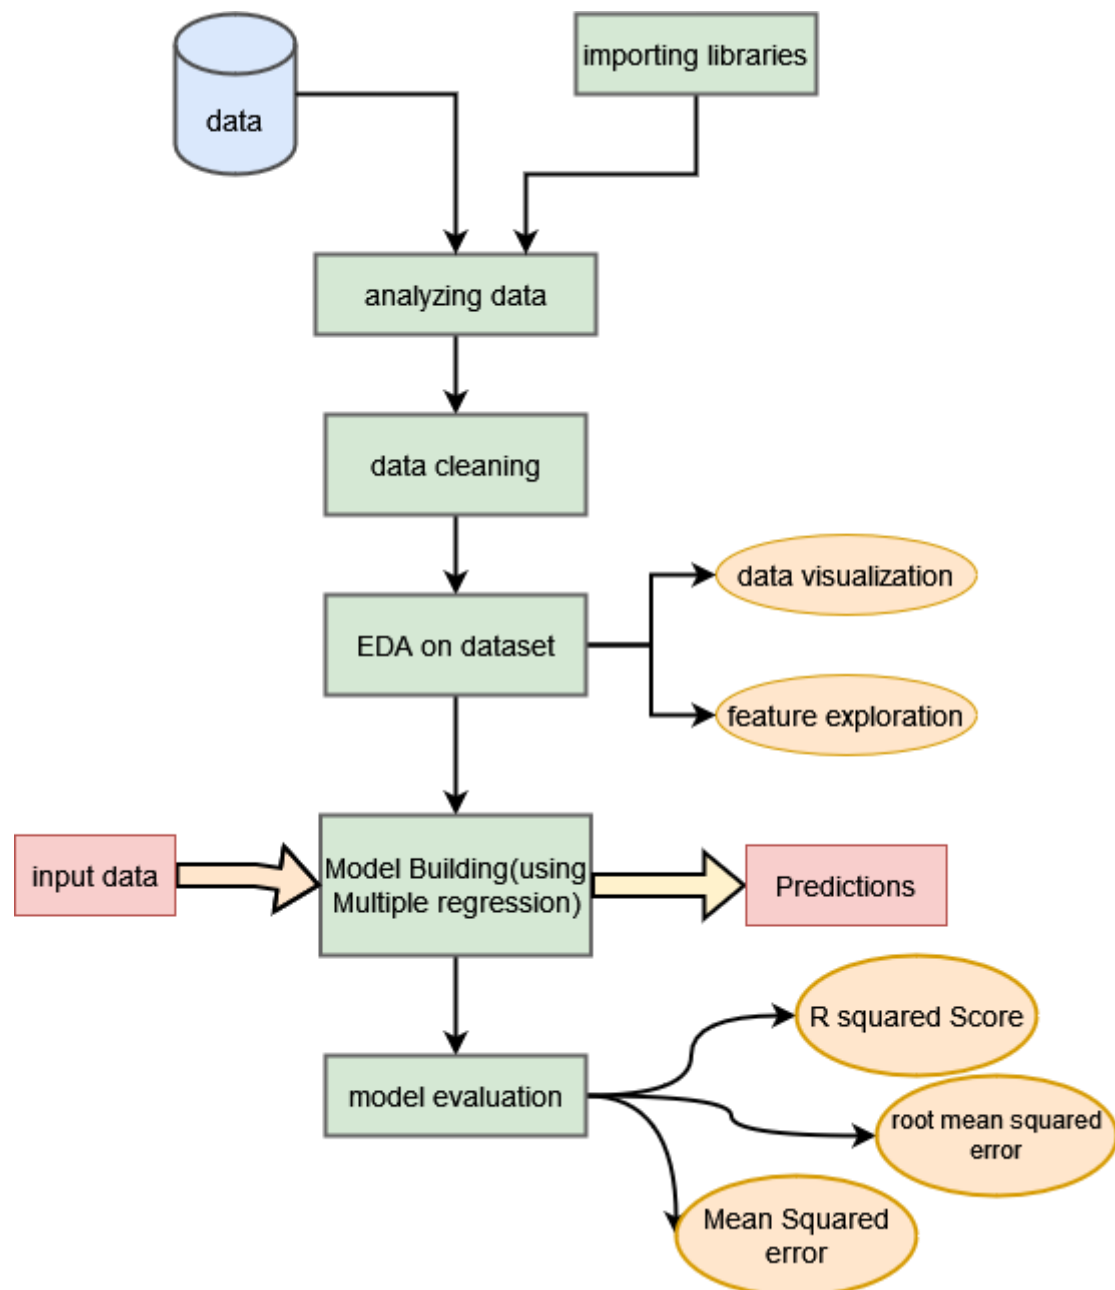 data
importing libraries
analyzing data
data cleaning
EDA on dataset
data visualization
feature exploration
input data
Model Building(using
Multiple regression)
Predictions
model evaluation
R squared Score
root mean squared
error
Mean Squared
error